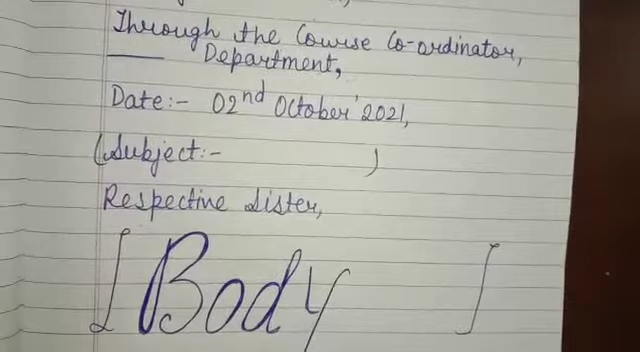 Through the Course Co-ordinator,
—— Department,
Date:- 02nd October'2021,
(Subject:- )
Respective Sister,
[ Body ]